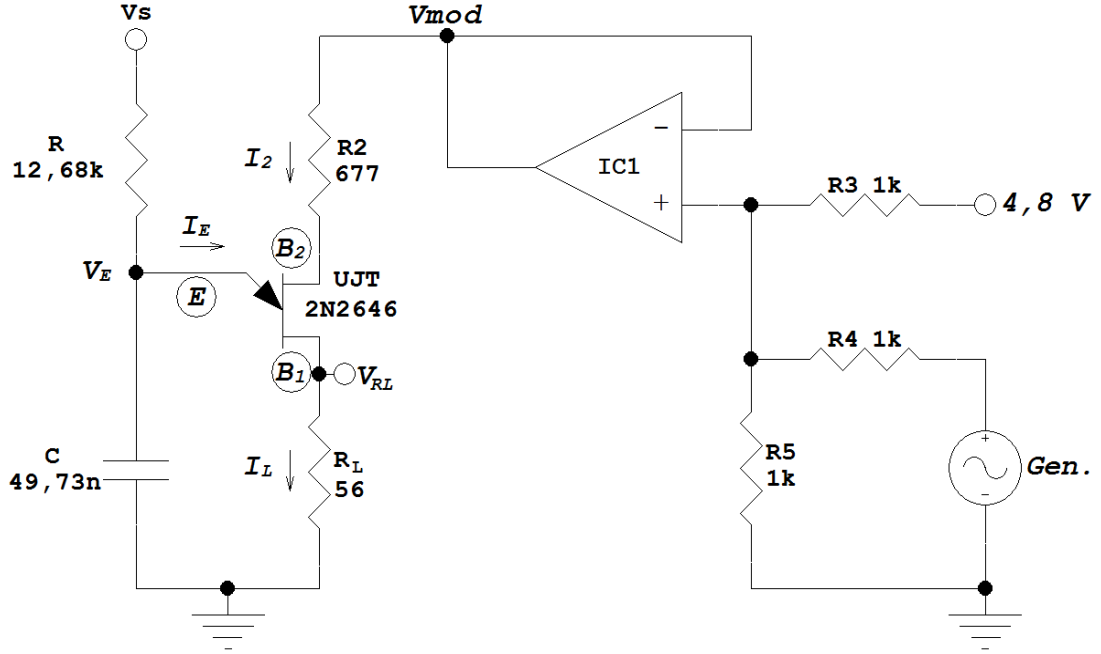 Vs
Vmod
R
12,68k
I2
R2
677
−
IC1
+
R3 1k
4,8 V
IE
B2
VE
E
UJT
2N2646
R4 1k
B1
VRL
C
49,73n
IL
RL
56
R5
1k
+
−
Gen.